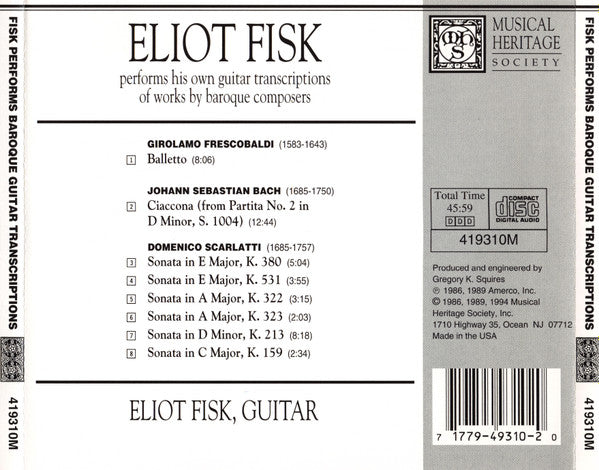 FISK PERFORMS BAROQUE GUITAR TRANSCRIPTIONS
419310M
ELIOT FISK
performs his own guitar transcriptions
of works by baroque composers
GIROLAMO FRESCOBALDI (1583-1643)
1 Balletto (8:06)
JOHANN SEBASTIAN BACH (1685-1750)
2 Ciaccona (from Partita No. 2 in
D Minor, S. 1004) (12:44)
DOMENICO SCARLATTI (1685-1757)
3 Sonata in E Major, K. 380 (5:04)
4 Sonata in E Major, K. 531 (3:55)
5 Sonata in A Major, K. 322 (3:15)
6 Sonata in A Major, K. 323 (2:03)
7 Sonata in D Minor, K. 213 (8:18)
8 Sonata in C Major, K. 159 (2:34)
ELIOT FISK, GUITAR
MHS
MUSICAL
HERITAGE
SOCIETY
Total Time
45:59
DDD
COMPACT
disc
DIGITAL AUDIO
419310M
Produced and engineered by
Gregory K. Squires
℗ 1986, 1989 Amerco, Inc.
© 1986, 1989, 1994 Musical
Heritage Society, Inc.
1710 Highway 35, Ocean NJ 07712
Made in the USA
7 17794-9310-2 0
FISK PERFORMS BAROQUE GUITAR TRANSCRIPTIONS
419310M